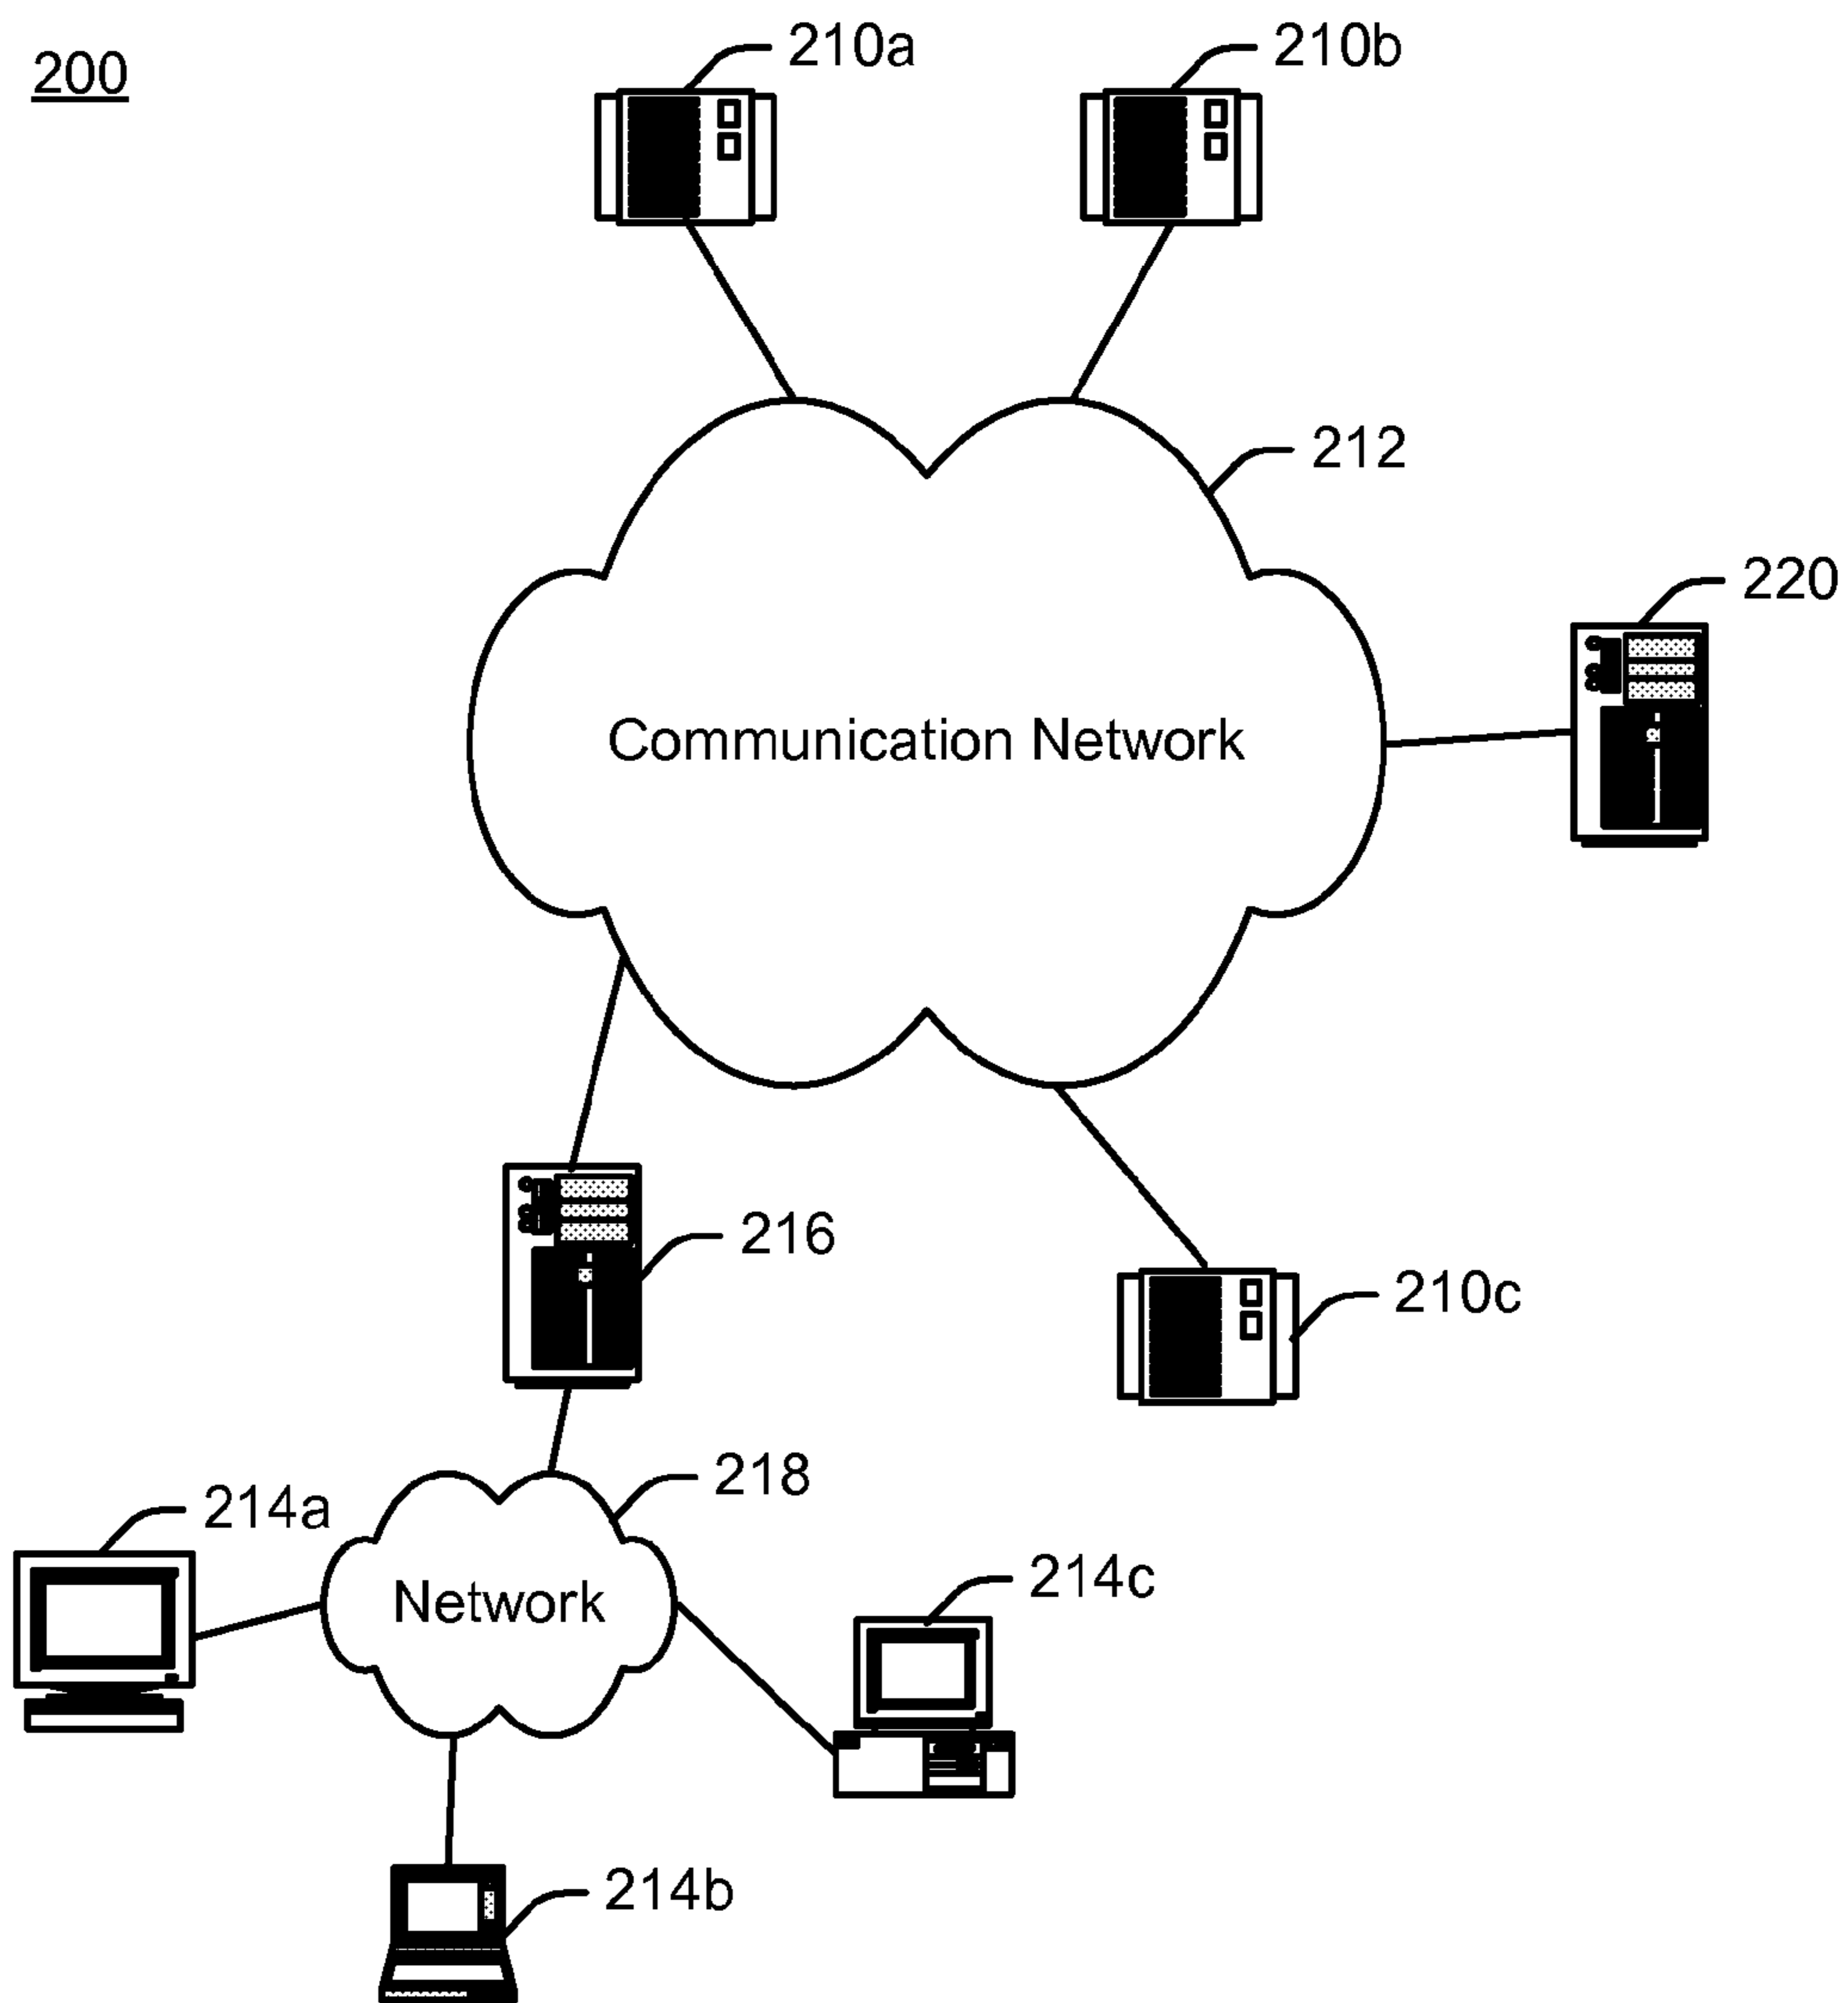 200
210a
210b
212
220
Communication Network
216
210c
218
214a
214c
Network
214b